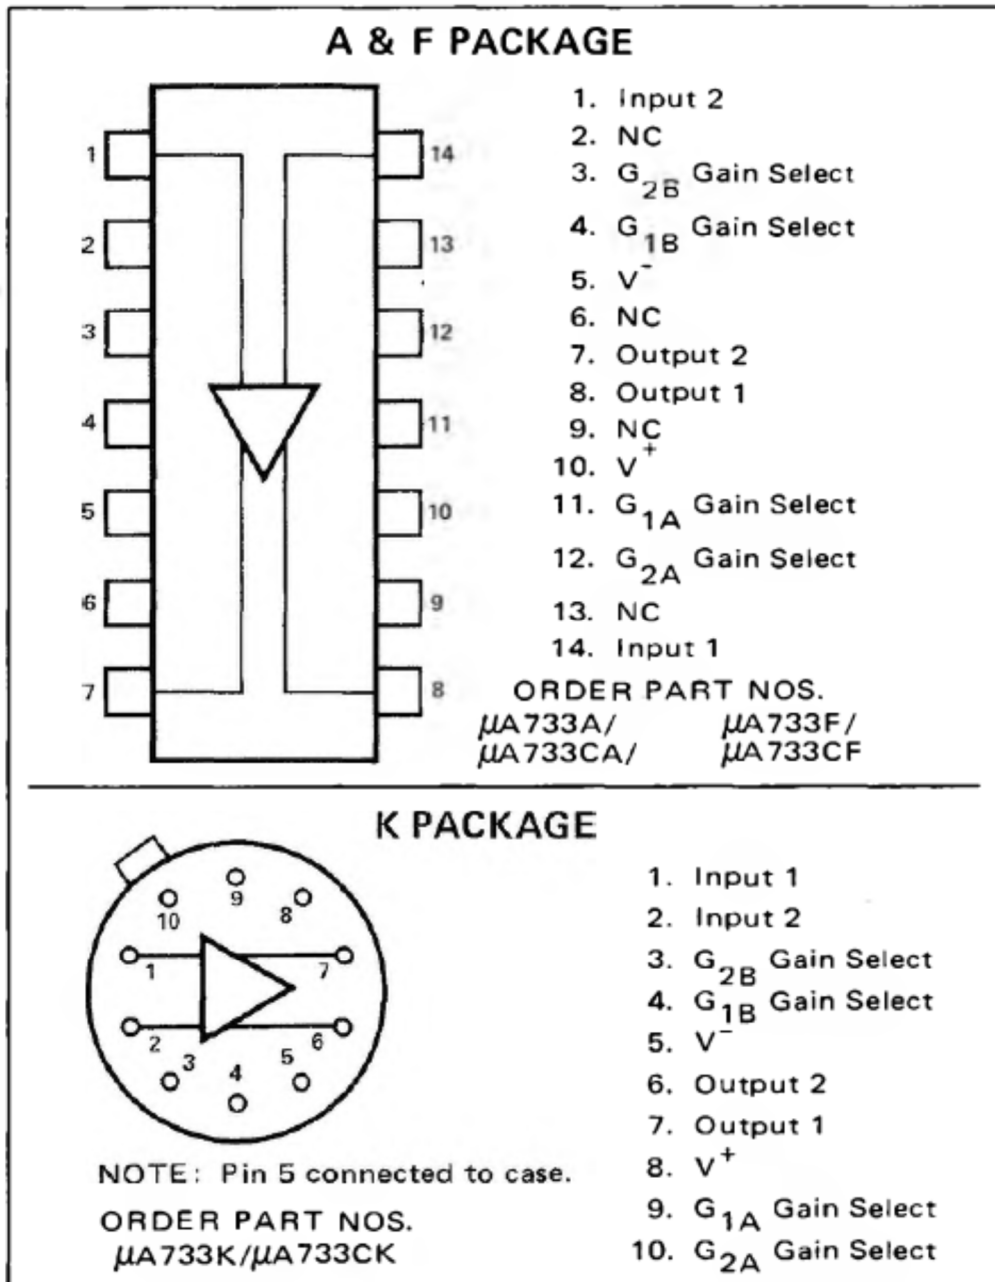 A & F PACKAGE
1
2
3
4
5
6
7
14
13
12
11
10
9
8
1. Input 2
2. NC
3. G2B Gain Select
4. G1B Gain Select
5. V-
6. NC
7. Output 2
8. Output 1
9. NC
10. V+
11. G1A Gain Select
12. G2A Gain Select
13. NC
14. Input 1
ORDER PART NOS.
μA733A/ μA733F/
μA733CA/ μA733CF
K PACKAGE
9
10 8
1 7
2 6
3 5
4
NOTE: Pin 5 connected to case.
ORDER PART NOS.
μA733K/μA733CK
1. Input 1
2. Input 2
3. G2B Gain Select
4. G1B Gain Select
5. V-
6. Output 2
7. Output 1
8. V+
9. G1A Gain Select
10. G2A Gain Select